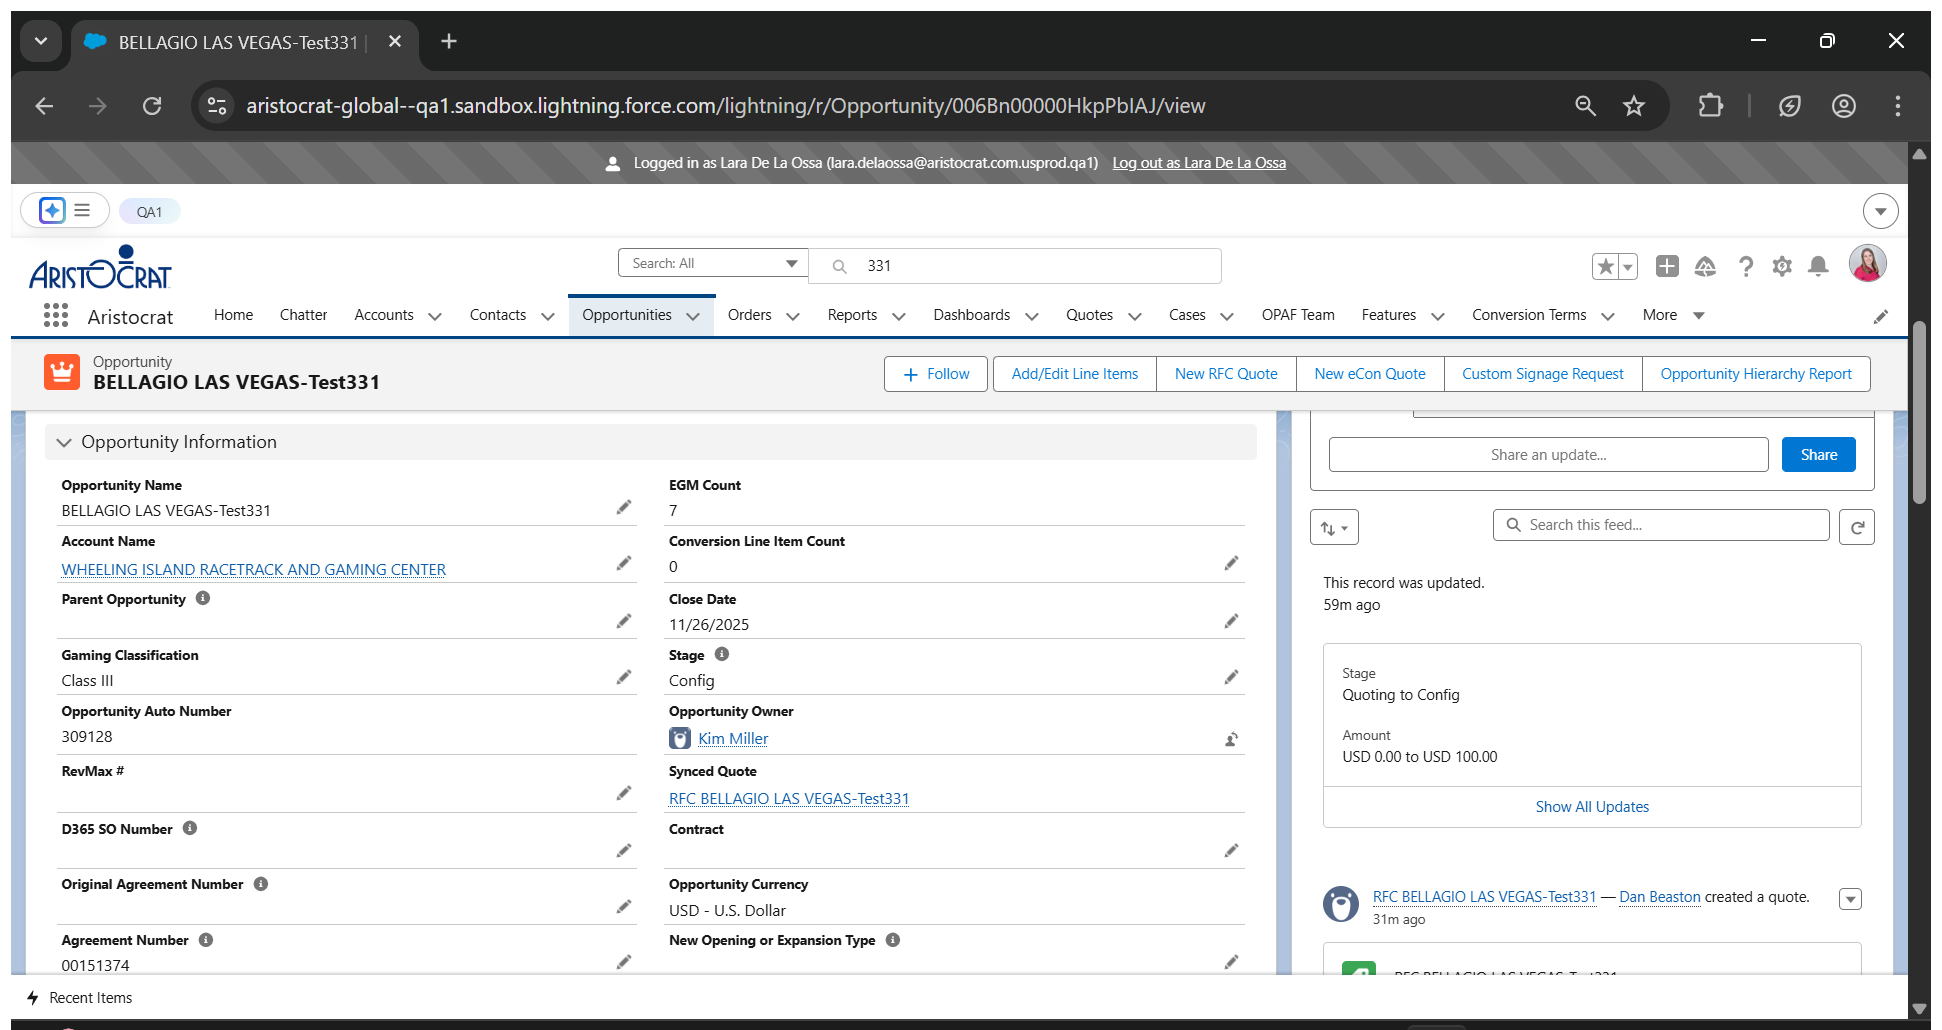 BELLAGIO LAS VEGAS-Test331
aristocrat-global--qa1.sandbox.lightning.force.com/lightning/r/Opportunity/006Bn00000HkpPbIAJ/view
Logged in as Lara De La Ossa (lara.delaossa@aristocrat.com.usprod.qa1) Log out as Lara De La Ossa
QA1
ARISTOCRAT
Search: All
331
Aristocrat
Home Chatter Accounts Contacts Opportunities Orders Reports Dashboards Quotes Cases OPAF Team Features Conversion Terms More
Opportunity
BELLAGIO LAS VEGAS-Test331
Follow Add/Edit Line Items New RFC Quote New eCon Quote Custom Signage Request Opportunity Hierarchy Report
Opportunity Information
Opportunity Name
BELLAGIO LAS VEGAS-Test331
Account Name
WHEELING ISLAND RACETRACK AND GAMING CENTER
Parent Opportunity
Gaming Classification
Class III
Opportunity Auto Number
309128
RevMax #
D365 SO Number
Original Agreement Number
Agreement Number
00151374
EGM Count
7
Conversion Line Item Count
0
Close Date
11/26/2025
Stage
Config
Opportunity Owner
Kim Miller
Synced Quote
RFC BELLAGIO LAS VEGAS-Test331
Contract
Opportunity Currency
USD - U.S. Dollar
New Opening or Expansion Type
Share an update...
Share
Search this feed...
This record was updated.
59m ago
Stage
Quoting to Config
Amount
USD 0.00 to USD 100.00
Show All Updates
RFC BELLAGIO LAS VEGAS-Test331 — Dan Beaston created a quote.
31m ago
RFC BELLAGIO LAS VEGAS-Test331
Recent Items